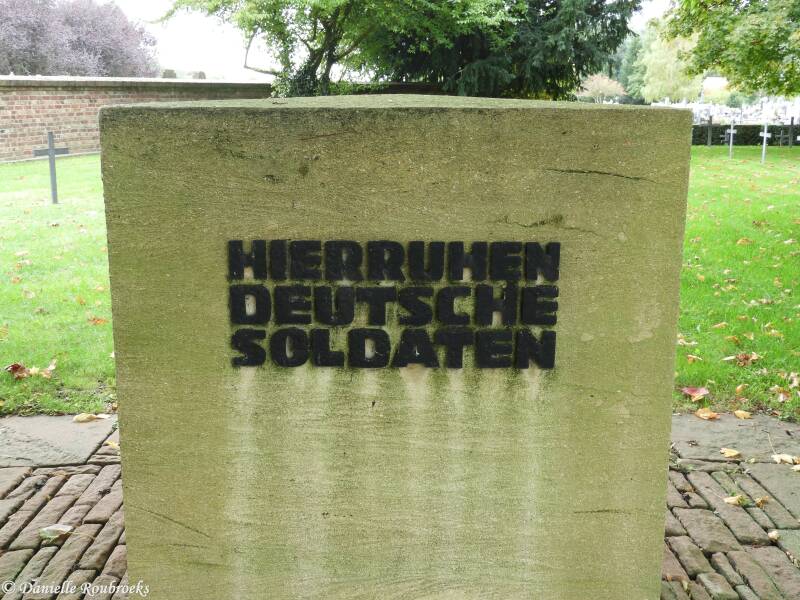 HIER RUHEN
DEUTSCHE
SOLDATEN
© Danielle Roubroeks